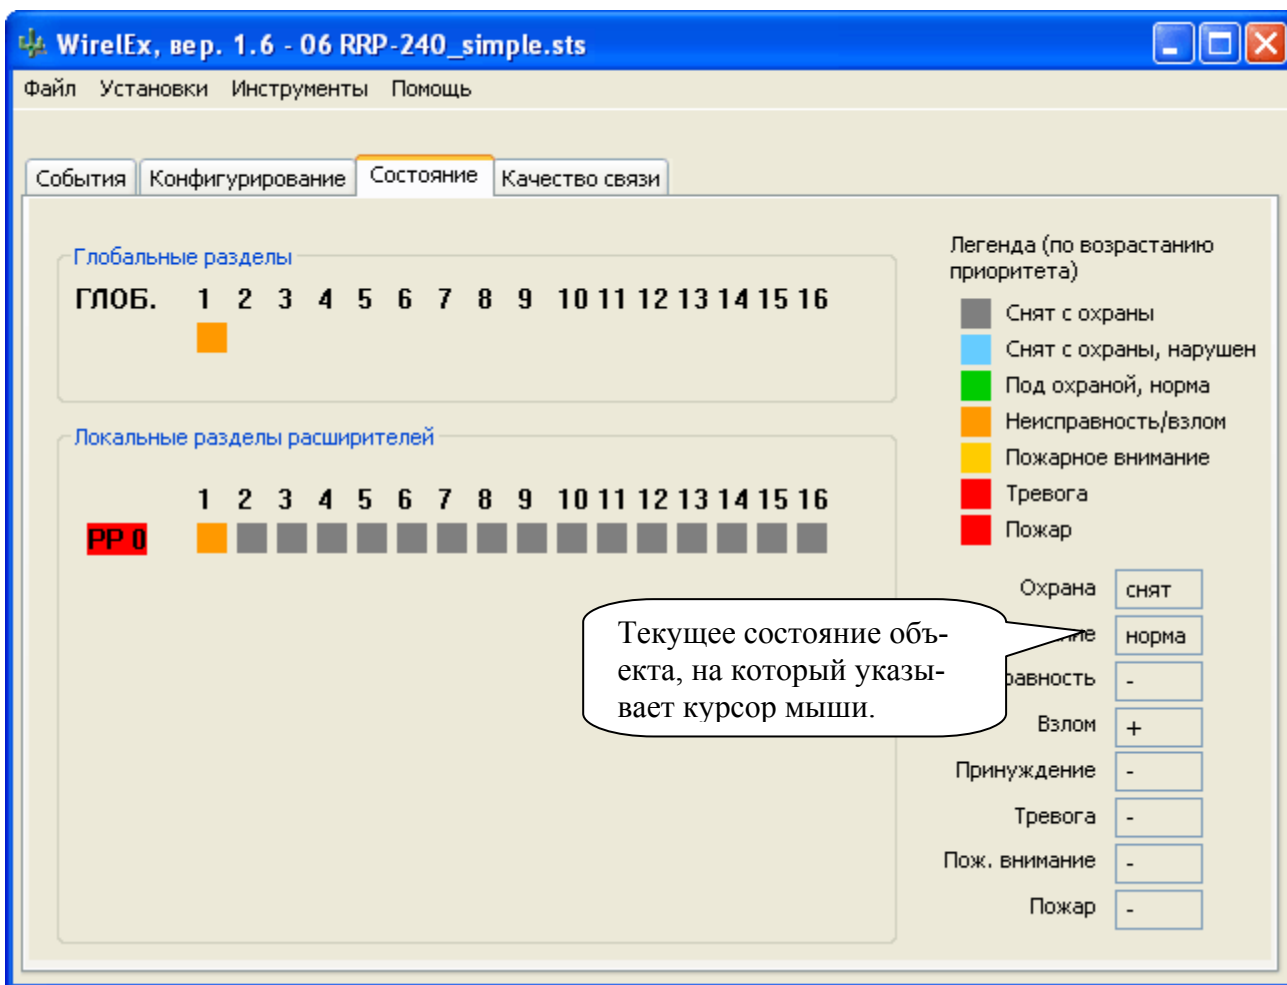 WirelEx, вер. 1.6 - 06 RRP-240_simple.sts
Файл Установки Инструменты Помощь
События Конфигурирование Состояние Качество связи
Глобальные разделы
ГЛОБ. 1 2 3 4 5 6 7 8 9 10 11 12 13 14 15 16
Локальные разделы расширителей
1 2 3 4 5 6 7 8 9 10 11 12 13 14 15 16
РР 0
Легенда (по возрастанию
приоритета)
Снят с охраны
Снят с охраны, нарушен
Под охраной, норма
Неисправность/взлом
Пожарное внимание
Тревога
Пожар
Охрана снят
ние норма
равность -
Взлом +
Принуждение -
Тревога -
Пож. внимание -
Пожар -
Текущее состояние объ-
екта, на который указы-
вает курсор мыши.